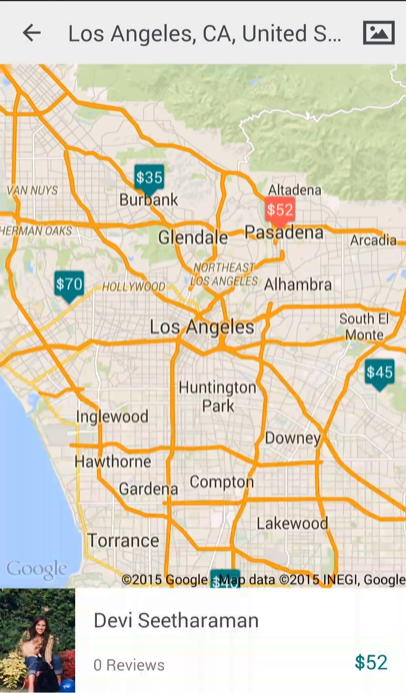 Los Angeles, CA, United S...
$35
VAN NUYS
Burbank
Altadena
$52
HERMAN OAKS
Glendale
Pasadena
Arcadia
NORTHEAST
LOS ANGELES
$70
HOLLYWOOD
Alhambra
Los Angeles
South El
Monte
$45
Huntington
Park
Inglewood
Downey
Hawthorne
Gardena
Compton
Lakewood
Torrance
Google
©2015 Google - Map data ©2015 INEGI, Google
Devi Seetharaman
0 Reviews
$52